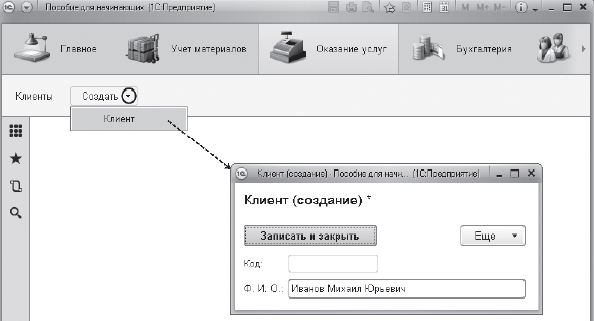 Пособие для начинающих (1С:Предприятие)
M M+ M-
Главное Учет материалов Оказание услуг Бухгалтерия
Клиенты Создать
Клиент
Клиент (создание) - Пособие для начи... (1С:Предприятие)
Клиент (создание) *
Записать и закрыть Ещё
Код:
Ф. И. О.: Иванов Михаил Юрьевич